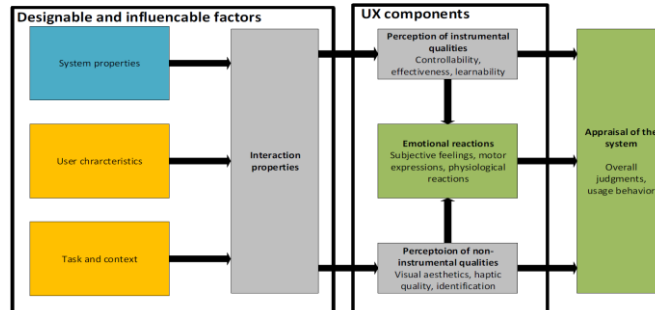 Designable and influencable factors
UX components
System properties
User chrarcteristics
Task and context
Interaction
properties
Perception of instrumental
qualities
Controllability,
effectiveness, learnability
Emotional reactions
Subjective feelings, motor
expressions, physiological
reactions
Perceptoion of non-
instrumental qualities
Visual aesthetics, haptic
quality, identification
Appraisal of the
system
Overall
judgments,
usage behavior